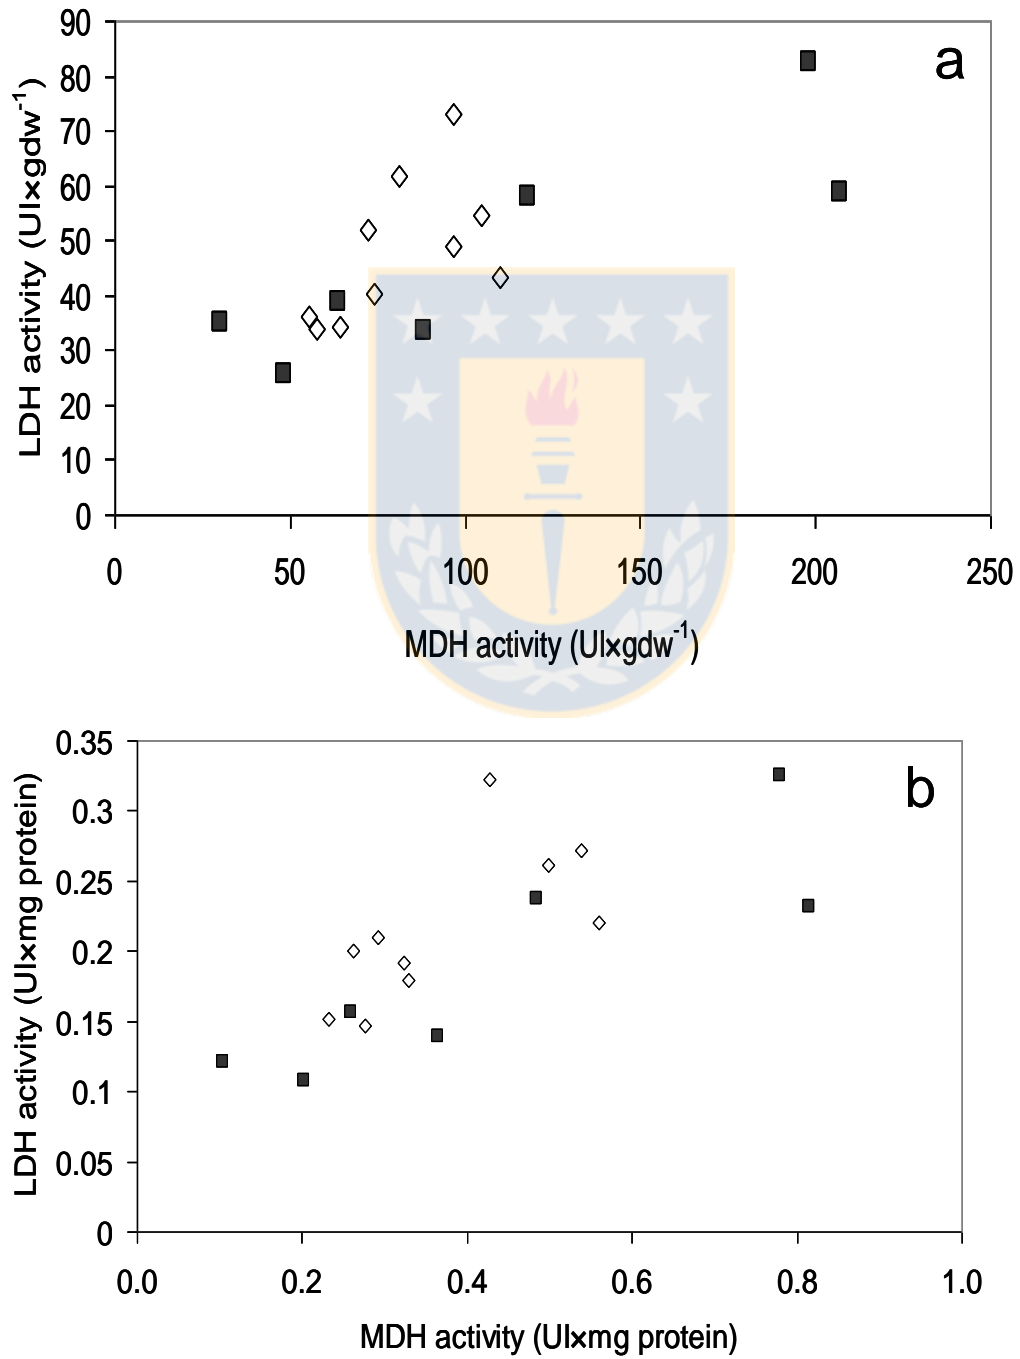 a
90
80
70
60
50
40
30
20
10
0
LDH activity (UI×gdw⁻¹)
0 50 100 150 200 250
MDH activity (UI×gdw⁻¹)
b
0.35
0.3
0.25
0.2
0.15
0.1
0.05
0
LDH activity (UI×mg protein)
0.0 0.2 0.4 0.6 0.8 1.0
MDH activity (UI×mg protein)